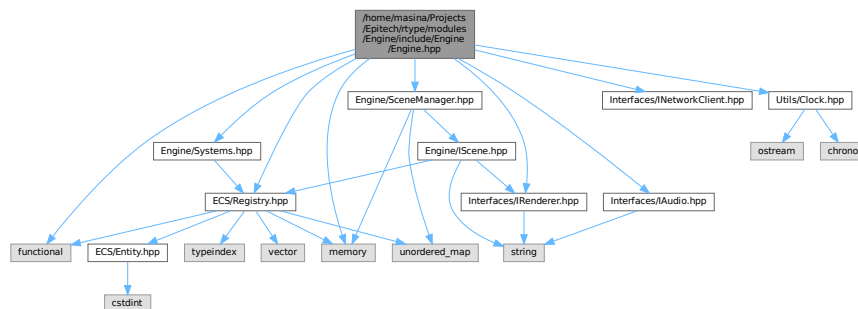 /home/masina/Projects
/Epitech/rtype/modules
/Engine/include/Engine
/Engine.hpp
Engine/SceneManager.hpp
Interfaces/INetworkClient.hpp
Utils/Clock.hpp
Engine/Systems.hpp
Engine/IScene.hpp
ostream
chrono
ECS/Registry.hpp
Interfaces/IRenderer.hpp
Interfaces/IAudio.hpp
functional
ECS/Entity.hpp
typeindex
vector
memory
unordered_map
string
cstdint